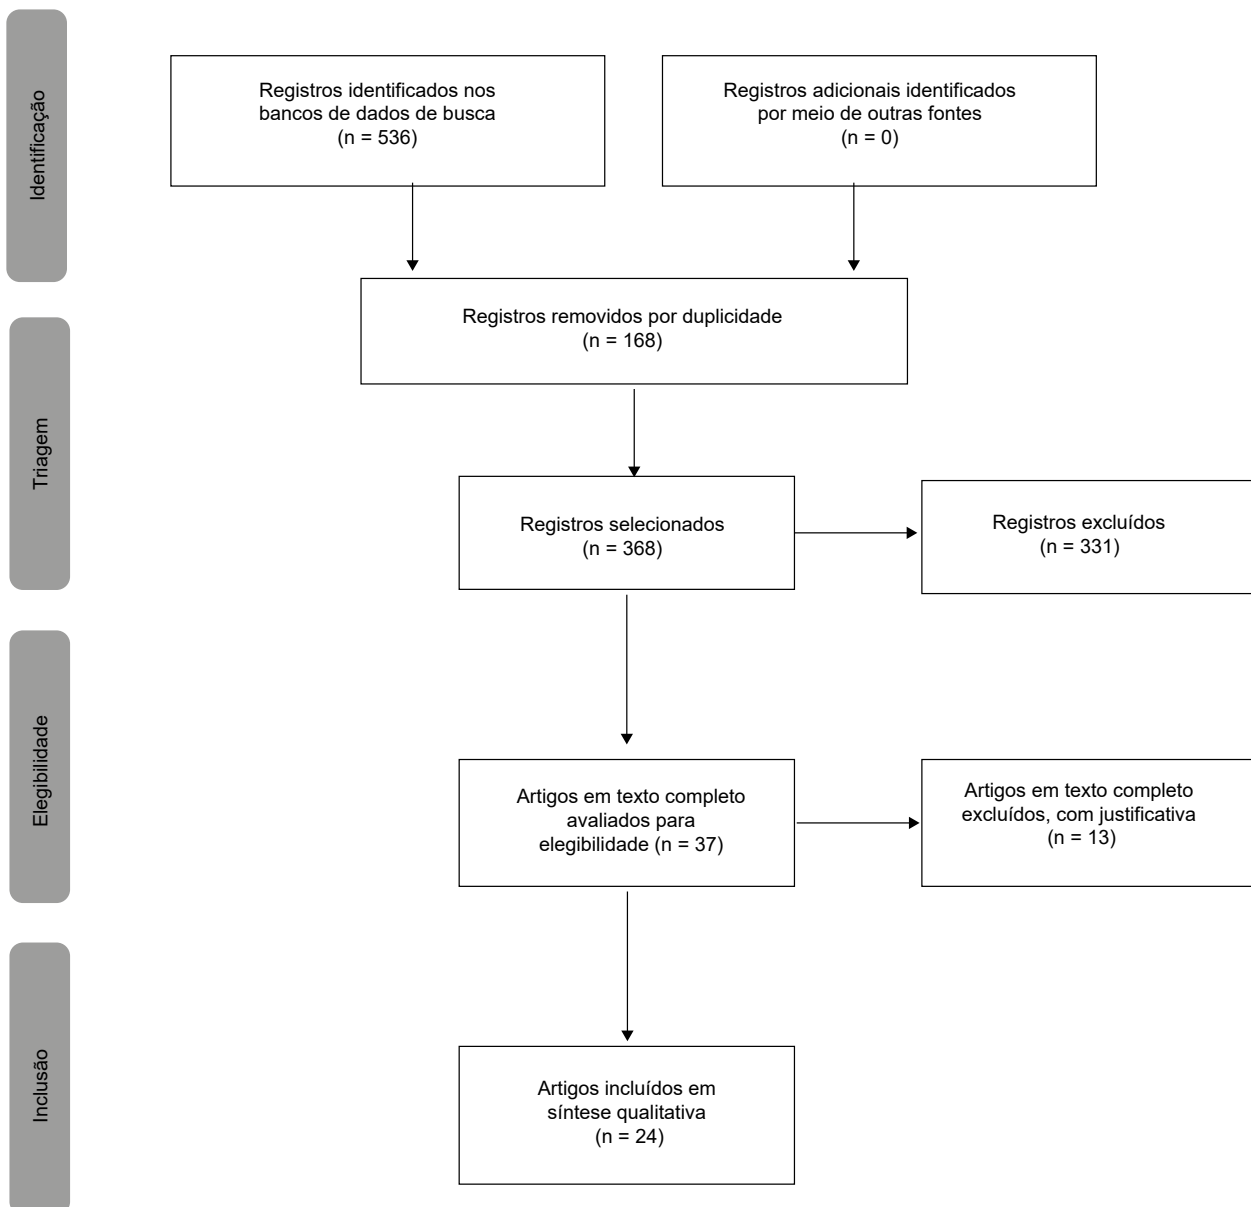 Identificação
Registros identificados nos
bancos de dados de busca
(n = 536)
Registros adicionais identificados
por meio de outras fontes
(n = 0)
Triagem
Registros removidos por duplicidade
(n = 168)
Registros selecionados
(n = 368)
Registros excluídos
(n = 331)
Elegibilidade
Artigos em texto completo
avaliados para
elegibilidade (n = 37)
Artigos em texto completo
excluídos, com justificativa
(n = 13)
Inclusão
Artigos incluídos em
síntese qualitativa
(n = 24)